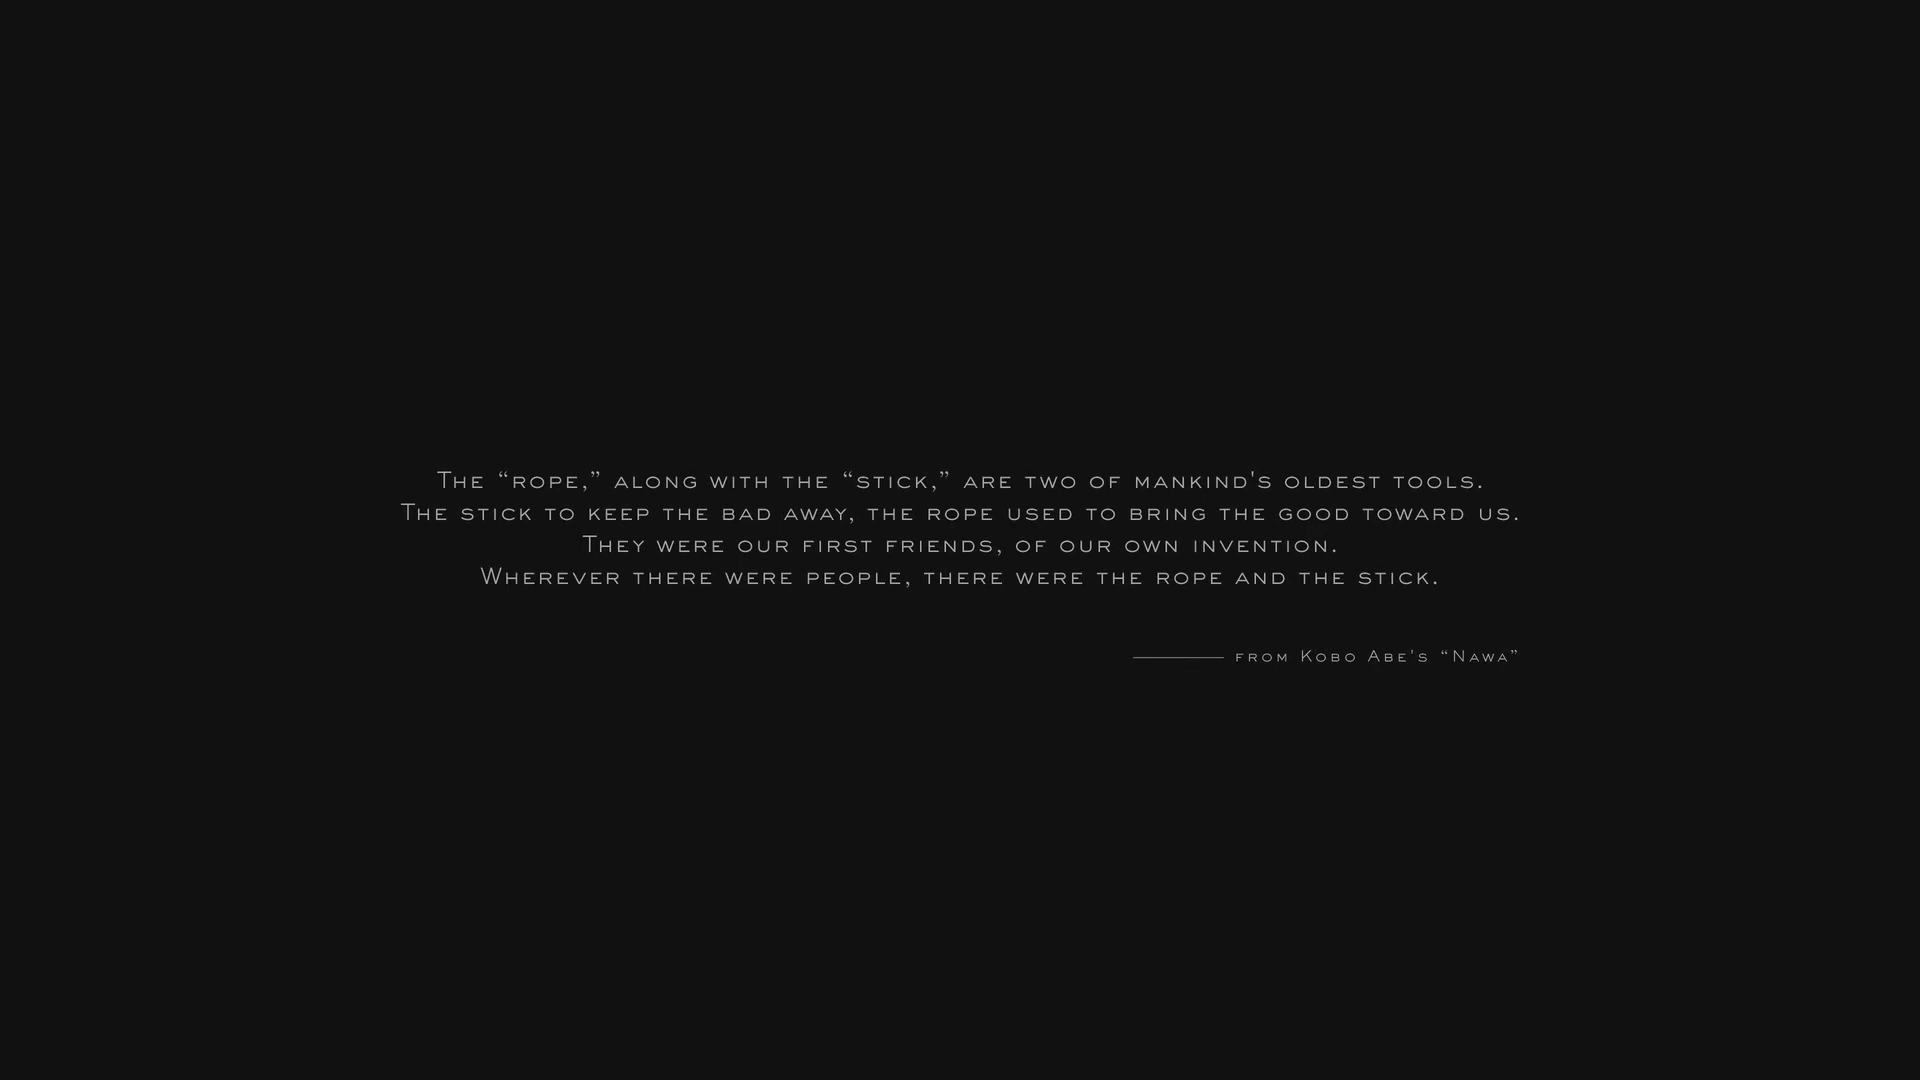 The “rope,” along with the “stick,” are two of mankind's oldest tools.
The stick to keep the bad away, the rope used to bring the good toward us.
They were our first friends, of our own invention.
Wherever there were people, there were the rope and the stick.
——— from Kobo Abe's “Nawa”